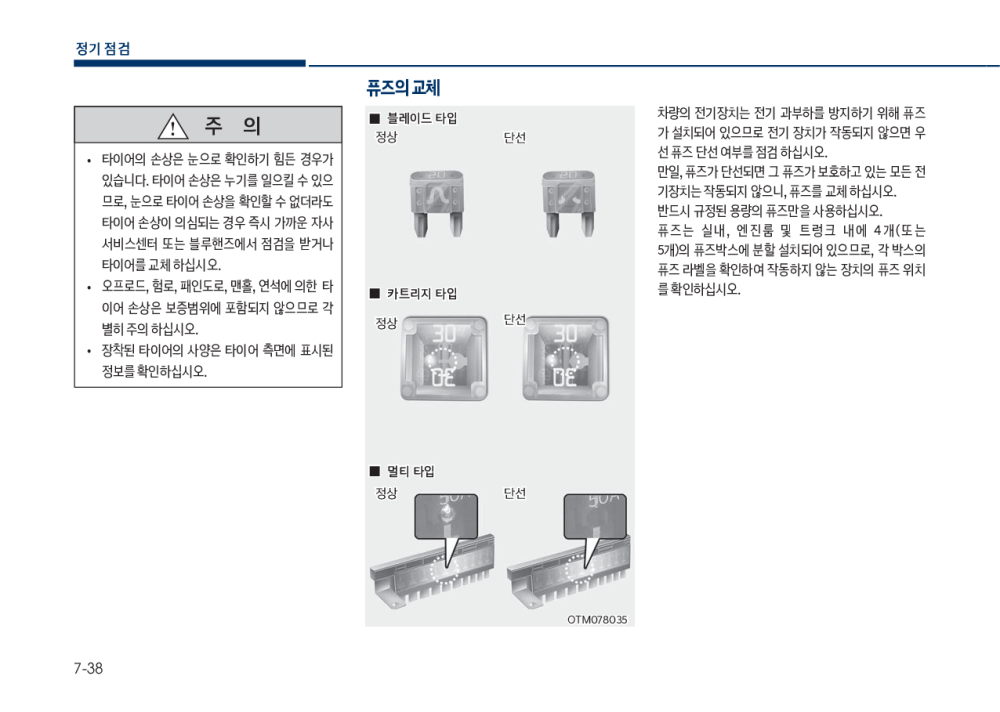 정기 점검
주 의
• 타이어의 손상은 눈으로 확인하기 힘든 경우가
있습니다. 타이어 손상은 누기를 일으킬 수 있으
므로, 눈으로 타이어 손상을 확인할 수 없더라도
타이어 손상이 의심되는 경우 즉시 가까운 자사
서비스센터 또는 블루핸즈에서 점검을 받거나
타이어를 교체 하십시오.
• 오프로드, 험로, 패인도로, 맨홀, 연석에 의한 타
이어 손상은 보증범위에 포함되지 않으므로 각
별히 주의 하십시오.
• 장착된 타이어의 사양은 타이어 측면에 표시된
정보를 확인하십시오.
퓨즈의 교체
■ 블레이드 타입
정상 단선
20 20
■ 카트리지 타입
정상 단선
30 30
30 30
■ 멀티 타입
정상 단선
50A 50A
OTM078035
차량의 전기장치는 전기 과부하를 방지하기 위해 퓨즈
가 설치되어 있으므로 전기 장치가 작동되지 않으면 우
선 퓨즈 단선 여부를 점검 하십시오.
만일, 퓨즈가 단선되면 그 퓨즈가 보호하고 있는 모든 전
기장치는 작동되지 않으니, 퓨즈를 교체 하십시오.
반드시 규정된 용량의 퓨즈만을 사용하십시오.
퓨즈는 실내, 엔진룸 및 트렁크 내에 4개(또는
5개)의 퓨즈박스에 분할 설치되어 있으므로, 각 박스의
퓨즈 라벨을 확인하여 작동하지 않는 장치의 퓨즈 위치
를 확인하십시오.
7-38